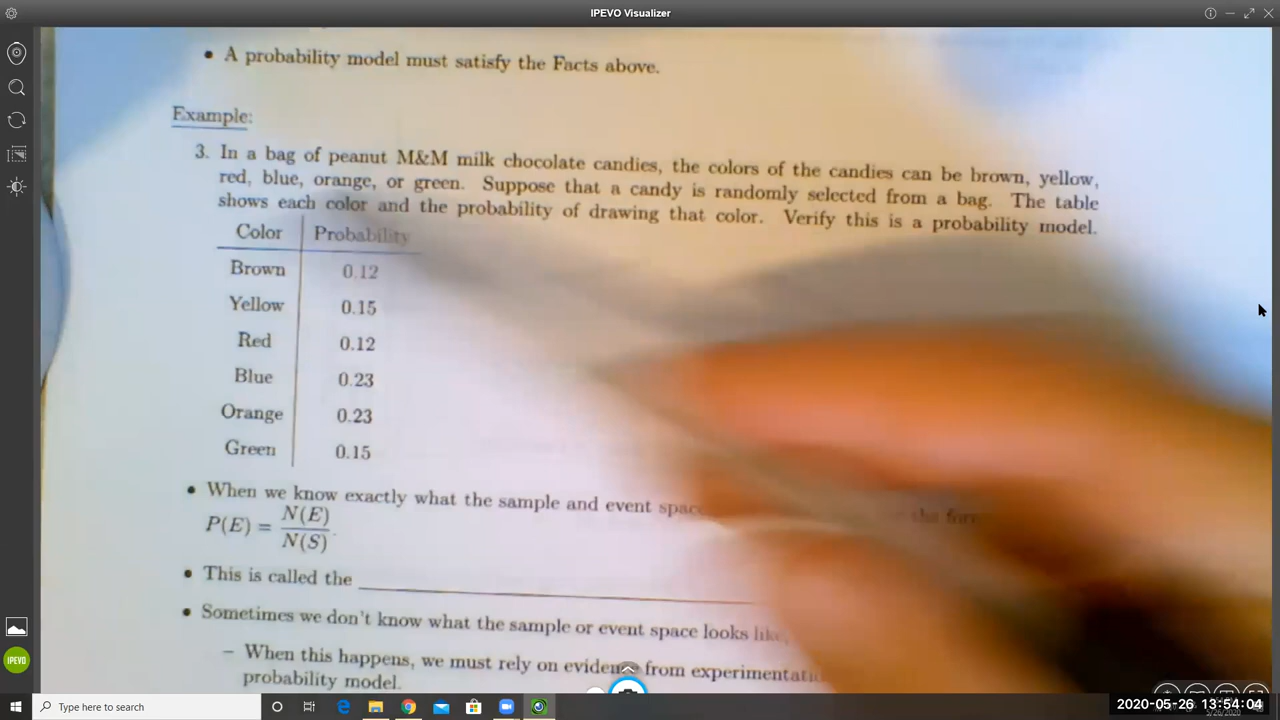 IPEVO Visualizer
• A probability model must satisfy the Facts above.
Example:
3. In a bag of peanut M&M milk chocolate candies, the colors of the candies can be brown, yellow,
red, blue, orange, or green. Suppose that a candy is randomly selected from a bag. The table
shows each color and the probability of drawing that color. Verify this is a probability model.
Color Probability
Brown 0.12
Yellow 0.15
Red 0.12
Blue 0.23
Orange 0.23
Green 0.15
• When we know exactly what the sample and event the
P(E) = N(E)
N(S)
• This is called the
• Sometimes we don't know what the sample or event space looks
– When this happens, we must rely on evidence from
probability model.
IPEVO
Type here to search
2020-05-26 13:54:04